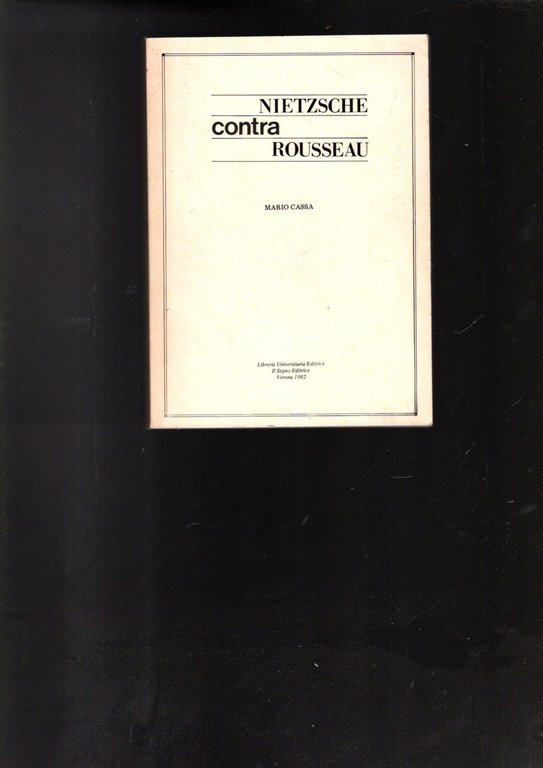 NIETZSCHE
contra
ROUSSEAU
MARIO CASSA
Libreria Universitaria Editrice
Il Segno Editrice
Verona 1982